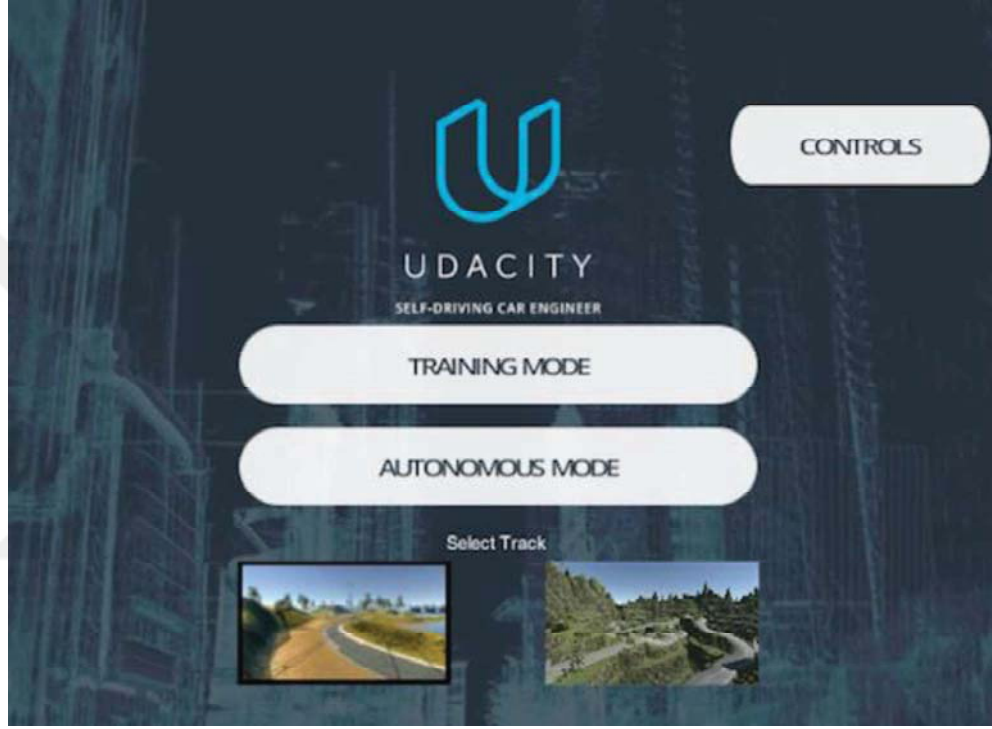 CONTROLS
UDACITY
SELF-DRIVING CAR ENGINEER
TRAINING MODE
AUTONOMOUS MODE
Select Track